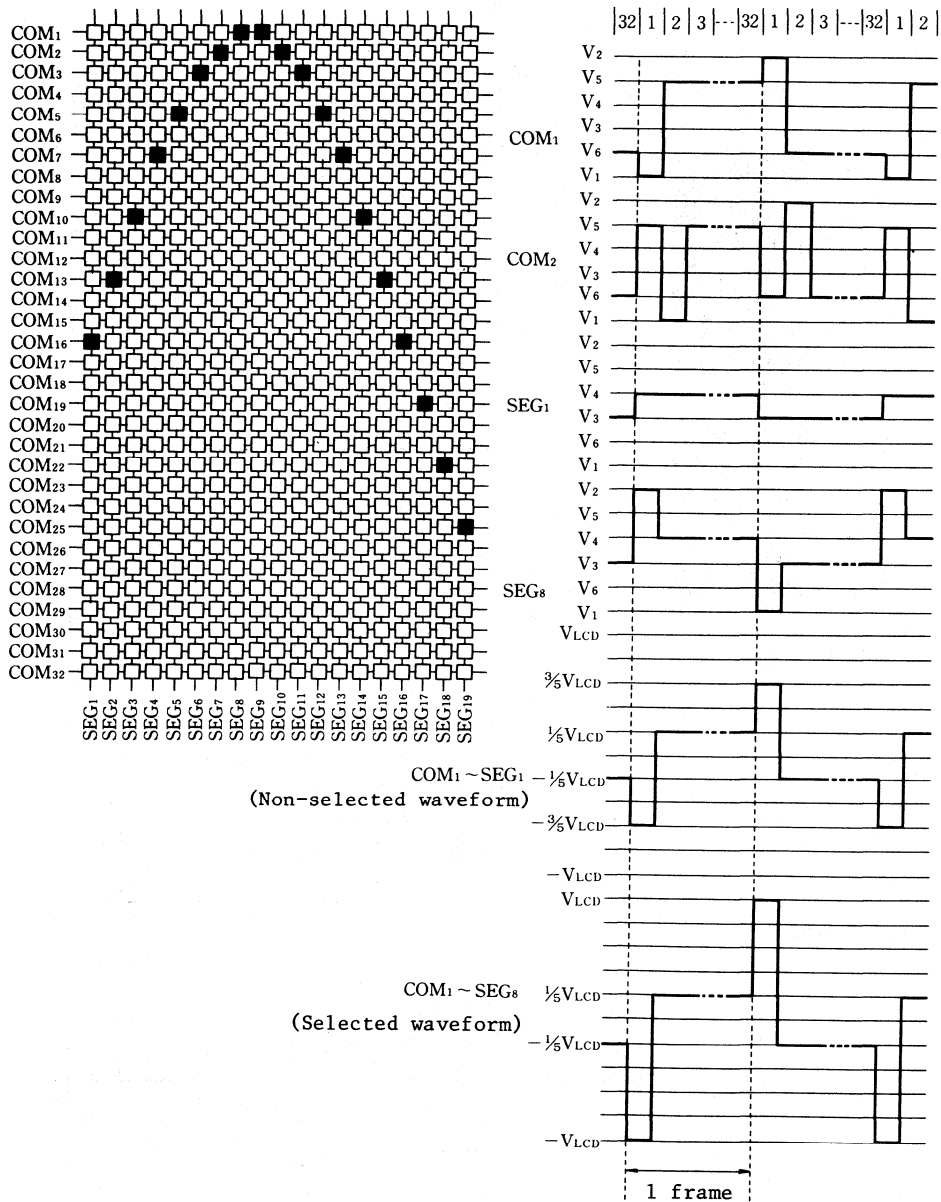 COM1
COM2
COM3
COM4
COM5
COM6
COM7
COM8
COM9
COM10
COM11
COM12
COM13
COM14
COM15
COM16
COM17
COM18
COM19
COM20
COM21
COM22
COM23
COM24
COM25
COM26
COM27
COM28
COM29
COM30
COM31
COM32
SEG1
SEG2
SEG3
SEG4
SEG5
SEG6
SEG7
SEG8
SEG9
SEG10
SEG11
SEG12
SEG13
SEG14
SEG15
SEG16
SEG17
SEG18
SEG19
32 1 2 3 --- 32 1 2 3 --- 32 1 2
COM1
V2
V5
V4
V3
V6
V1
COM2
V2
V5
V4
V3
V6
V1
SEG1
V2
V5
V4
V3
V6
V1
SEG8
V2
V5
V4
V3
V6
V1
VLCD
3/5VLCD
1/5VLCD
COM1~SEG1 -1/5VLCD
(Non-selected waveform)
-3/5VLCD
-VLCD
VLCD
COM1~SEG8 1/5VLCD
(Selected waveform)
-1/5VLCD
-VLCD
1 frame